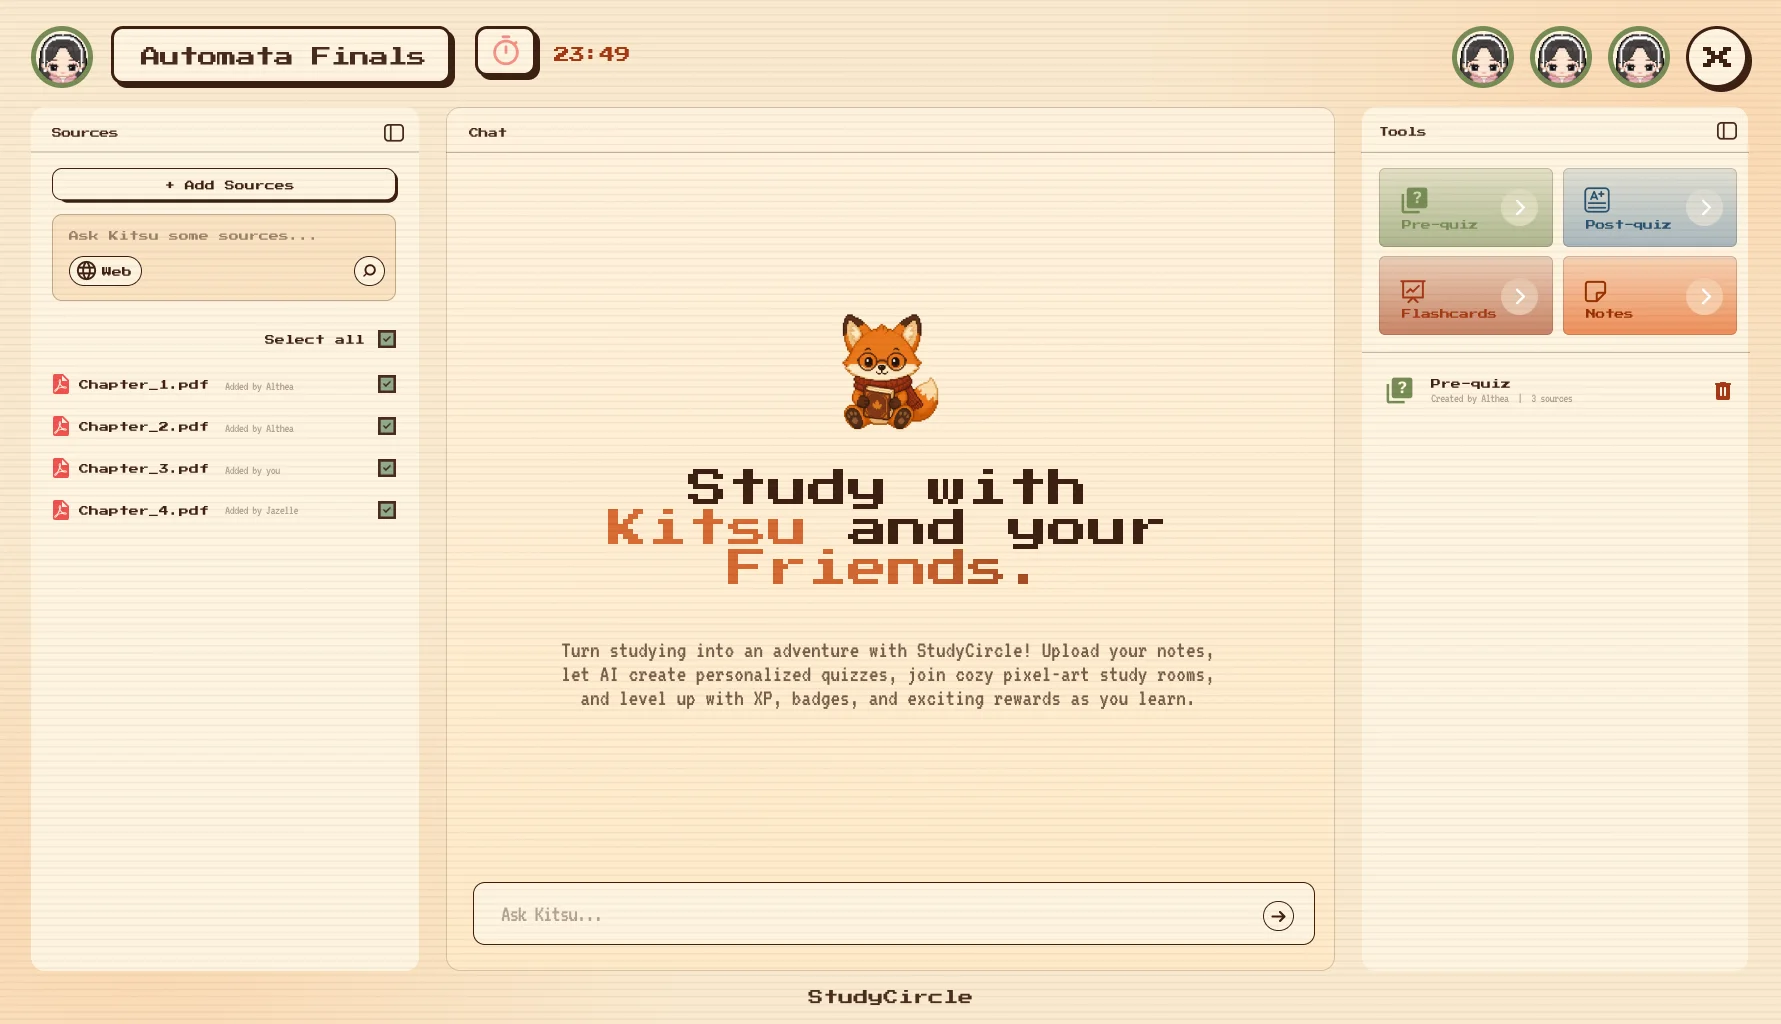 Automata Finals
23:49
Sources
+ Add Sources
Ask Kitsu some sources...
Web
Select all
Chapter_1.pdf Added by Althea
Chapter_2.pdf Added by Althea
Chapter_3.pdf Added by you
Chapter_4.pdf Added by Jazelle
Chat
Study with
Kitsu and your
Friends.
Turn studying into an adventure with StudyCircle! Upload your notes,
let AI create personalized quizzes, join cozy pixel-art study rooms,
and level up with XP, badges, and exciting rewards as you learn.
Ask Kitsu...
Tools
?
Pre-quiz
A+
Post-quiz
Flashcards
Notes
?
Pre-quiz
Created by Althea | 3 sources
StudyCircle